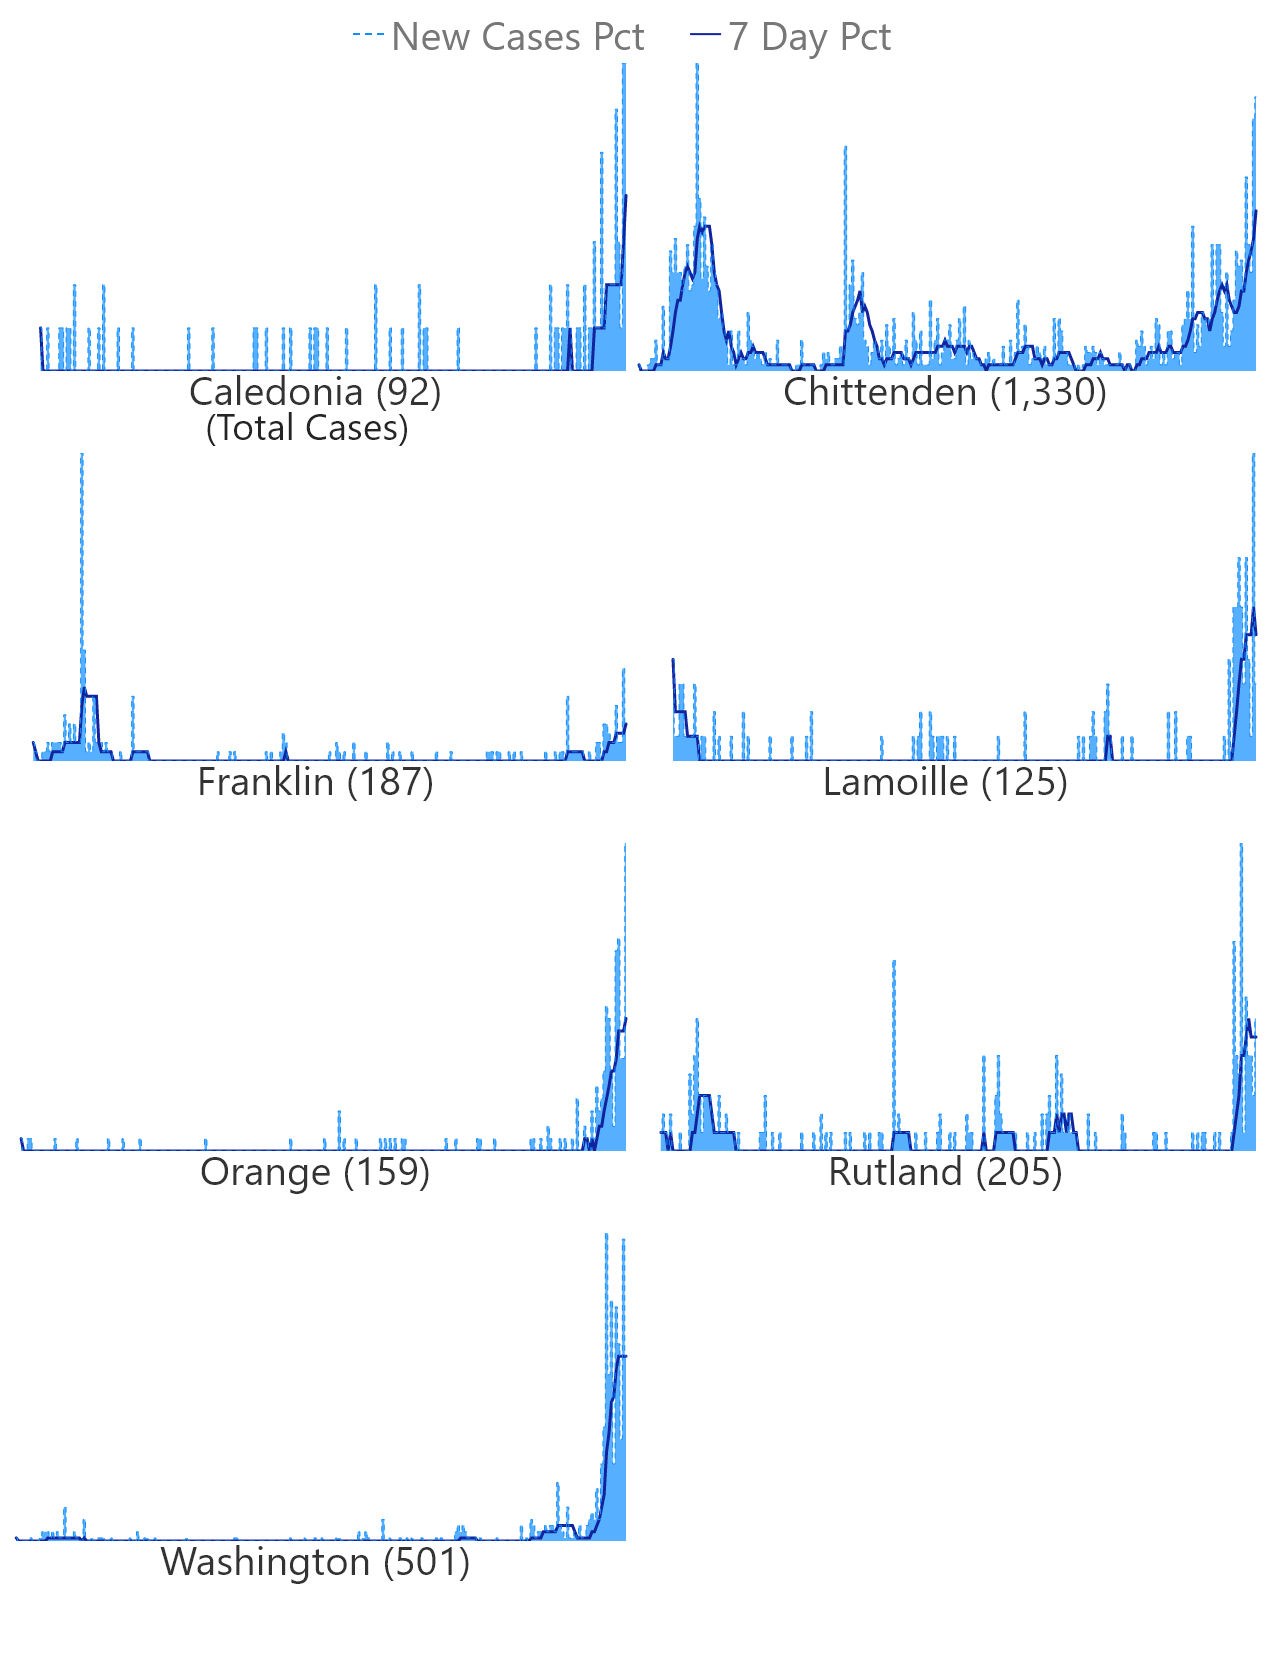 New Cases Pct 7 Day Pct
Caledonia (92) Chittenden (1,330)
(Total Cases)
Franklin (187) Lamoille (125)
Orange (159) Rutland (205)
Washington (501)